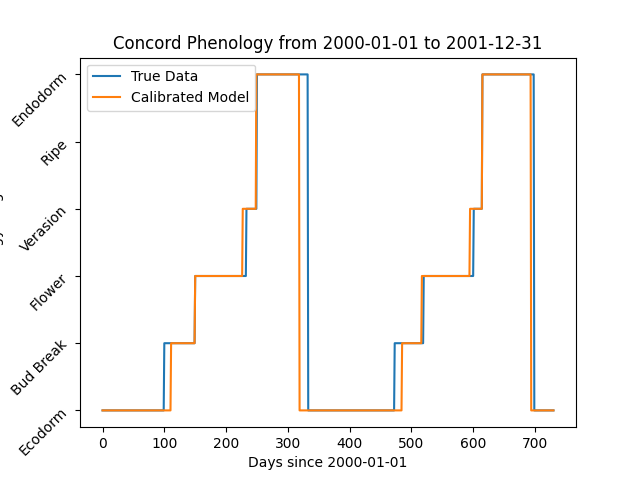 Concord Phenology from 2000-01-01 to 2001-12-31
True Data
Calibrated Model
Endodorm
Ripe
Verasion
Flower
Bud Break
Ecodorm
0 100 200 300 400 500 600 700
Days since 2000-01-01